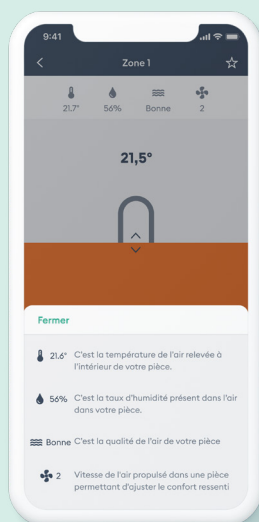 9:41
Zone 1
21.7° 56% Bonne 2
21,5°
Fermer
21.6° C'est la température de l'air relevée à
l'intérieur de votre pièce.
56% C'est la taux d'humidité présent dans l'air
dans votre pièce.
Bonne C'est la qualité de l'air de votre pièce
2 Vitesse de l'air propulsé dans une pièce
permettant d'ajuster le confort ressenti